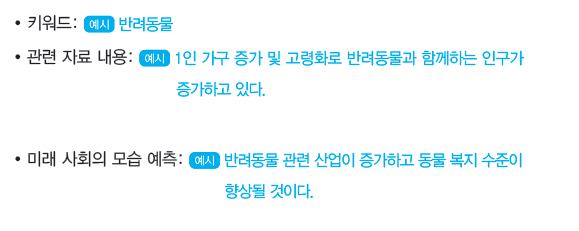 • 키워드: 예시 반려동물
• 관련 자료 내용: 예시 1인 가구 증가 및 고령화로 반려동물과 함께하는 인구가
증가하고 있다.
• 미래 사회의 모습 예측: 예시 반려동물 관련 산업이 증가하고 동물 복지 수준이
향상될 것이다.